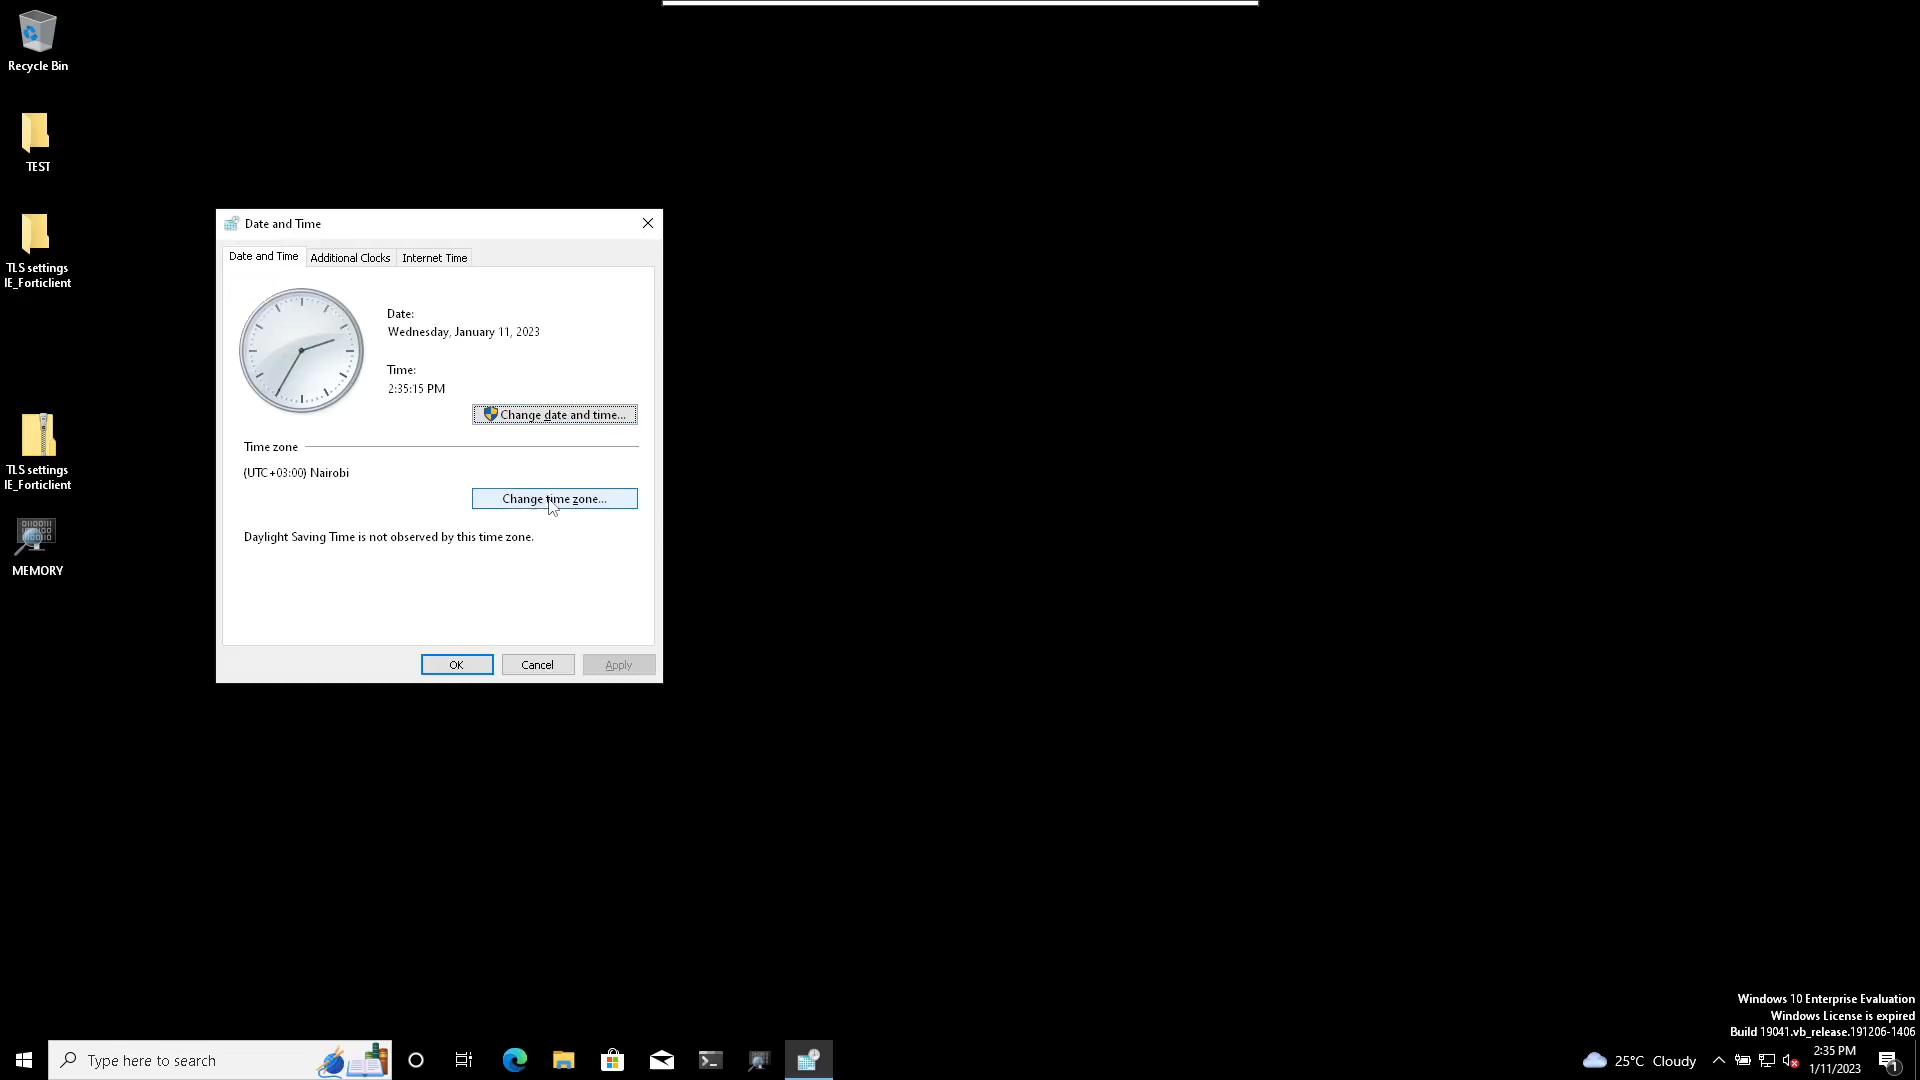 Recycle Bin
TEST
TLS settings
IE_Forticlient
TLS settings
IE_Forticlient
MEMORY
Date and Time
Date and Time
Additional Clocks
Internet Time
Date:
Wednesday, January 11, 2023
Time:
2:35:15 PM
Change date and time...
Time zone
(UTC+03:00) Nairobi
Change time zone...
Daylight Saving Time is not observed by this time zone.
OK
Cancel
Apply
Windows 10 Enterprise Evaluation
Windows License is expired
Build 19041.vb_release.191206-1406
Type here to search
25°C Cloudy
2:35 PM
1/11/2023
1